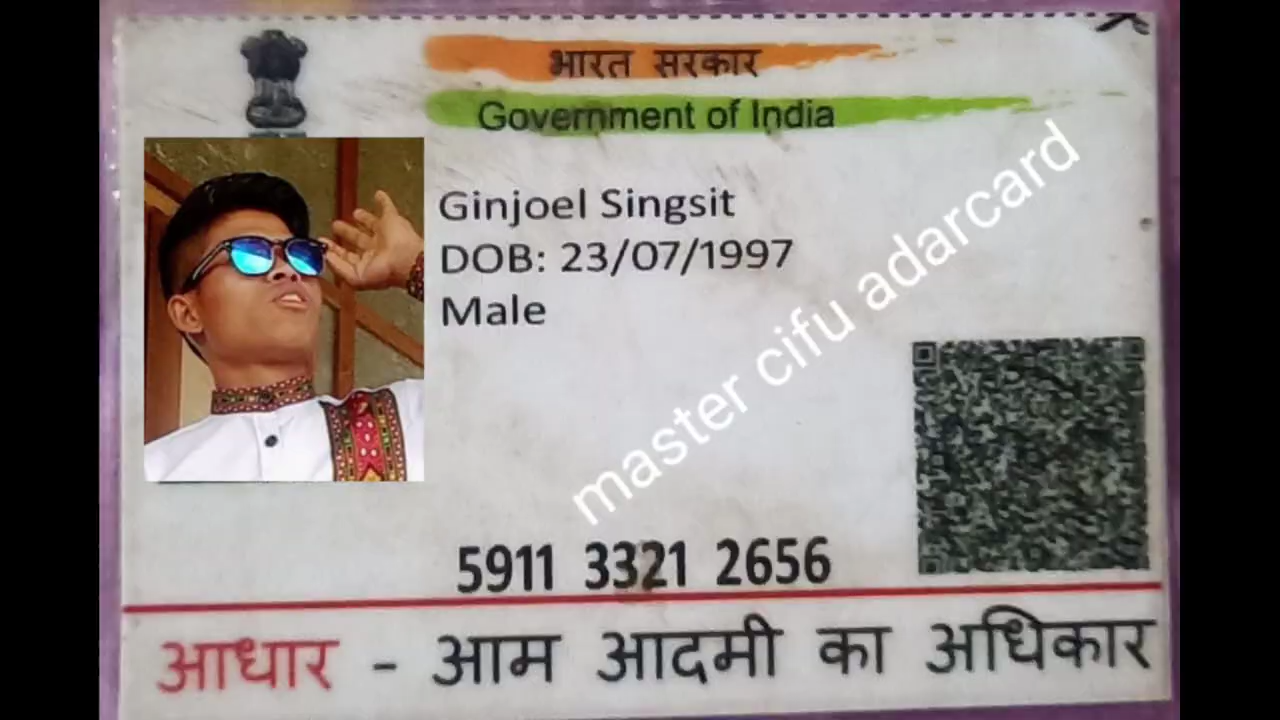 भारत सरकार
Government of India
Ginjoel Singsit
DOB: 23/07/1997
Male
master cifu adarcard
5911 3321 2656
आधार - आम आदमी का अधिकार